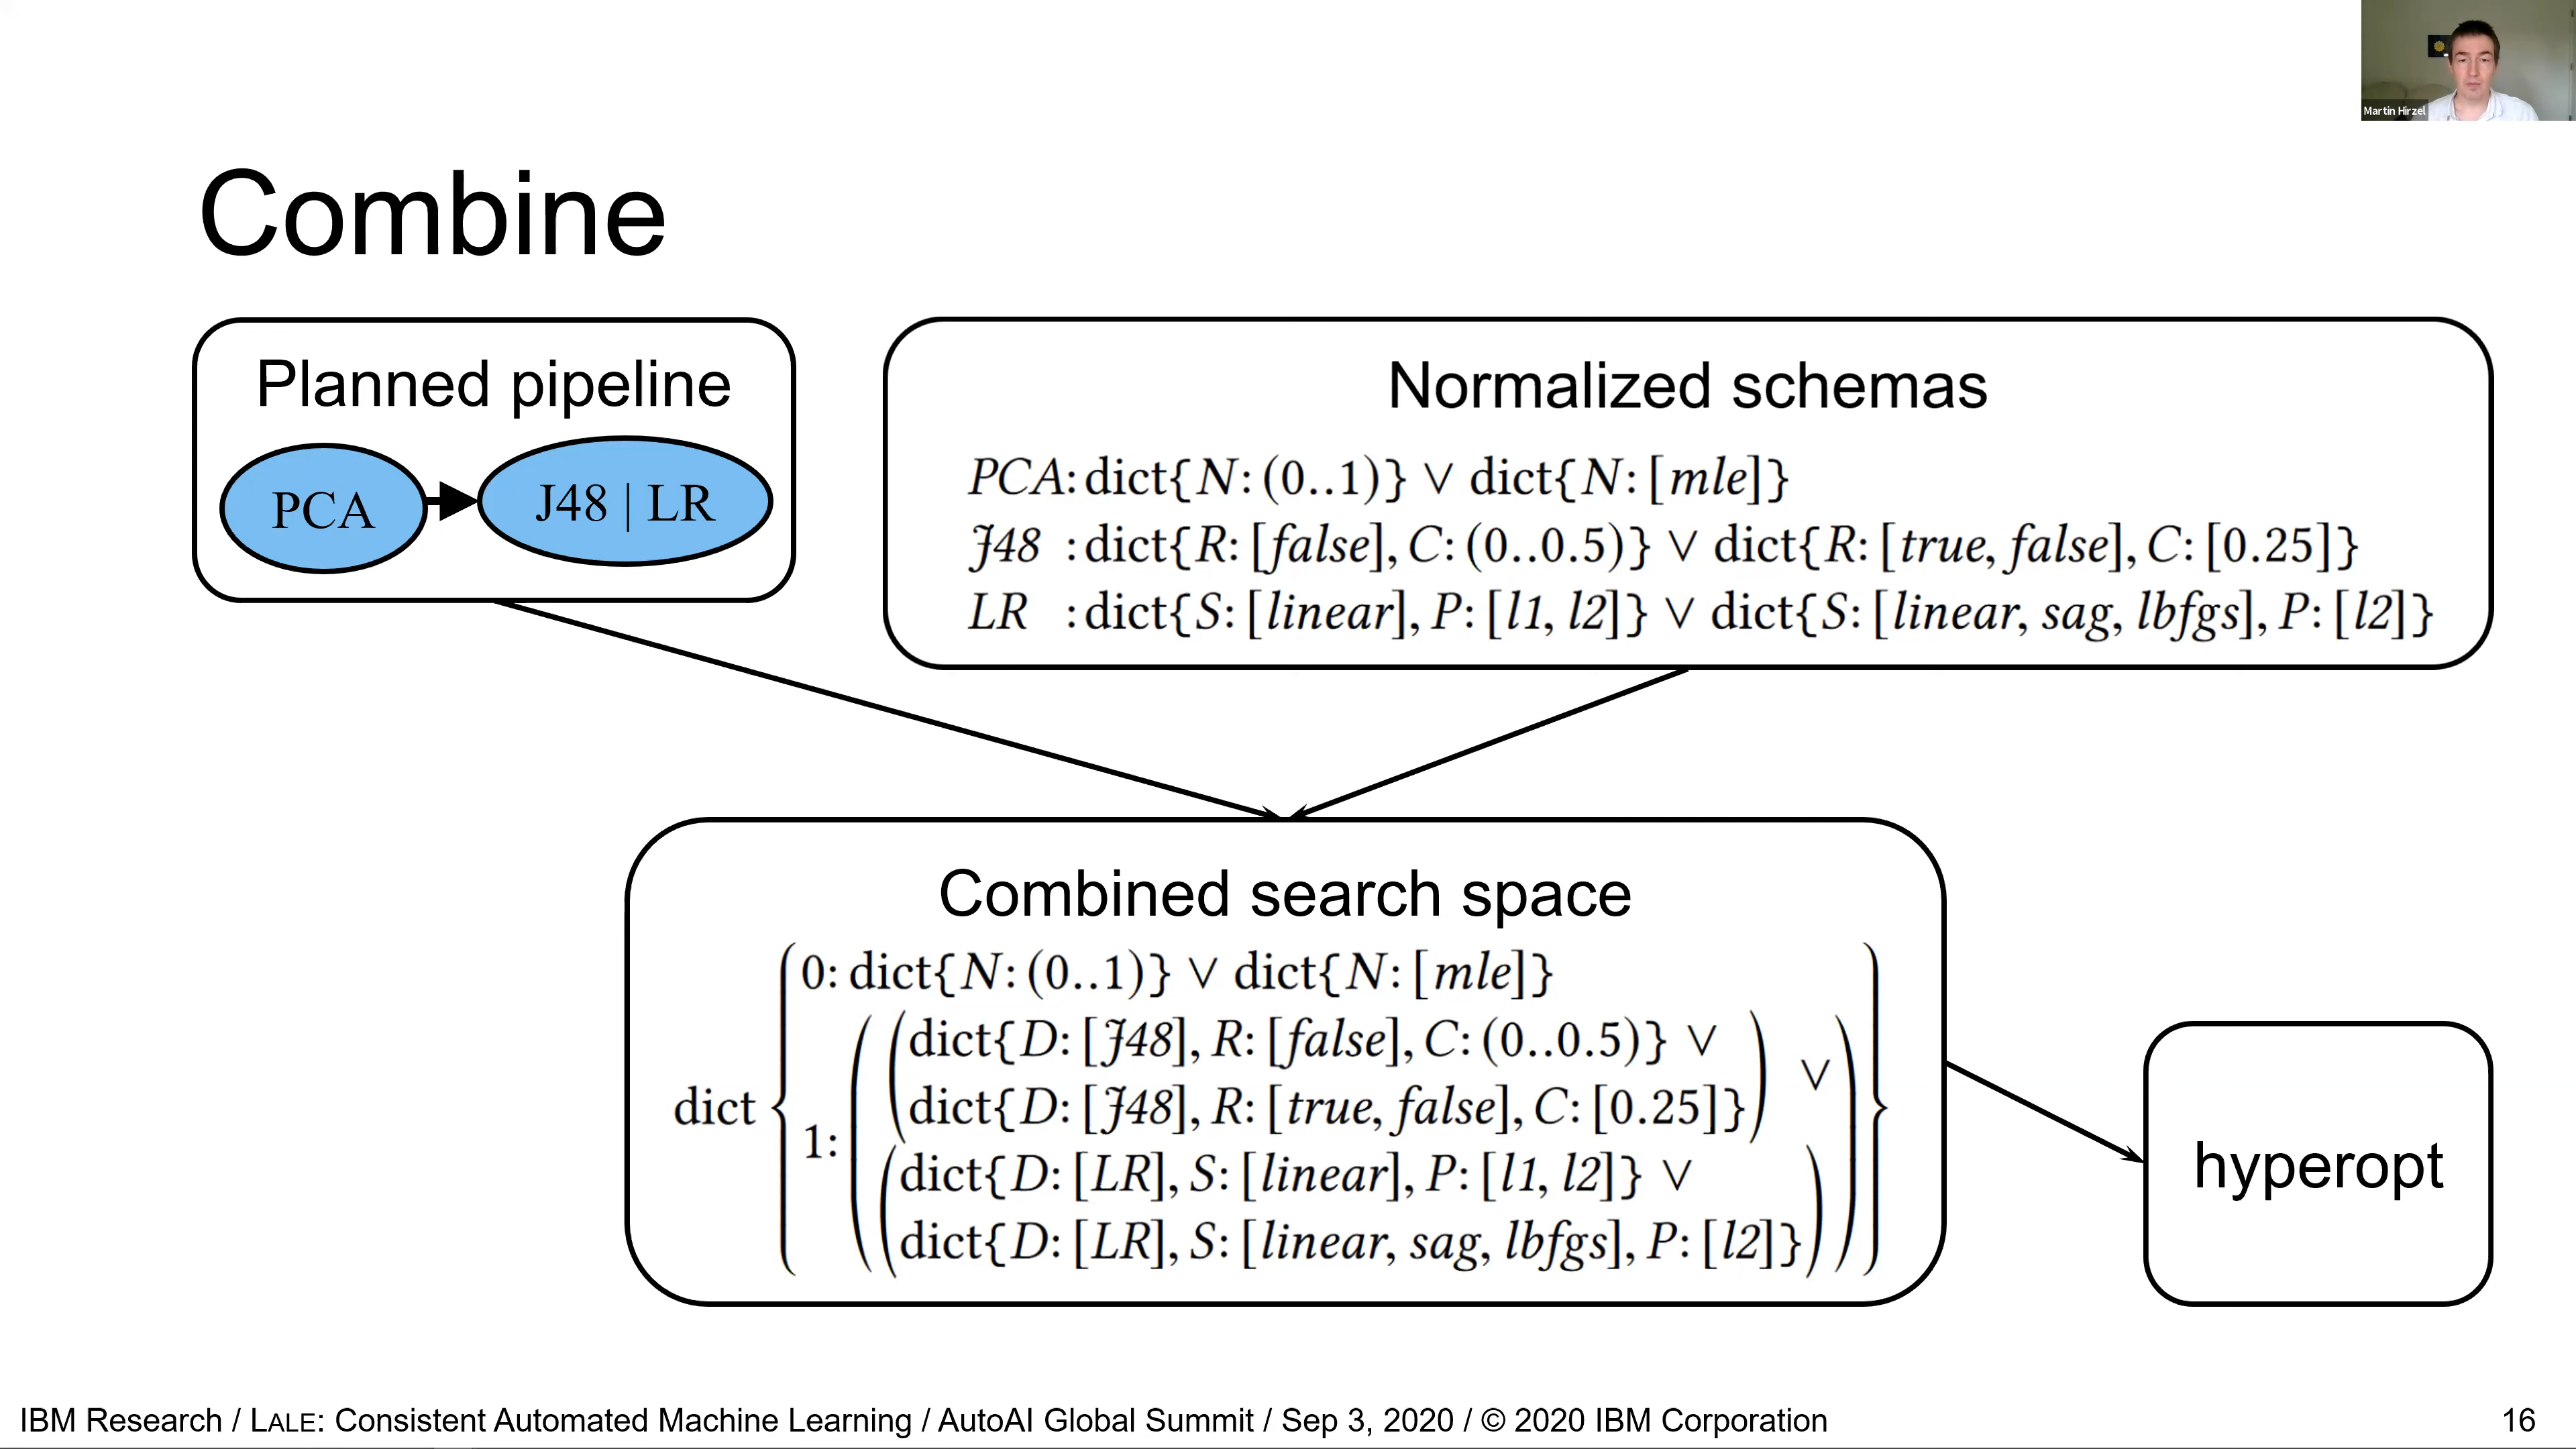 Martin Hirzel
Combine
Planned pipeline
PCA
J48 | LR
Normalized schemas
PCA: dict{N: (0..1)} ∨ dict{N: [mle]}
J48 : dict{R: [false], C: (0..0.5)} ∨ dict{R: [true, false], C: [0.25]}
LR : dict{S: [linear], P: [l1, l2]} ∨ dict{S: [linear, sag, lbfgs], P: [l2]}
Combined search space
dict
0: dict{N: (0..1)} ∨ dict{N: [mle]}
1:
dict{D: [J48], R: [false], C: (0..0.5)} ∨
dict{D: [J48], R: [true, false], C: [0.25]}
∨
dict{D: [LR], S: [linear], P: [l1, l2]} ∨
dict{D: [LR], S: [linear, sag, lbfgs], P: [l2]}
hyperopt
IBM Research / LALE: Consistent Automated Machine Learning / AutoAI Global Summit / Sep 3, 2020 / © 2020 IBM Corporation
16